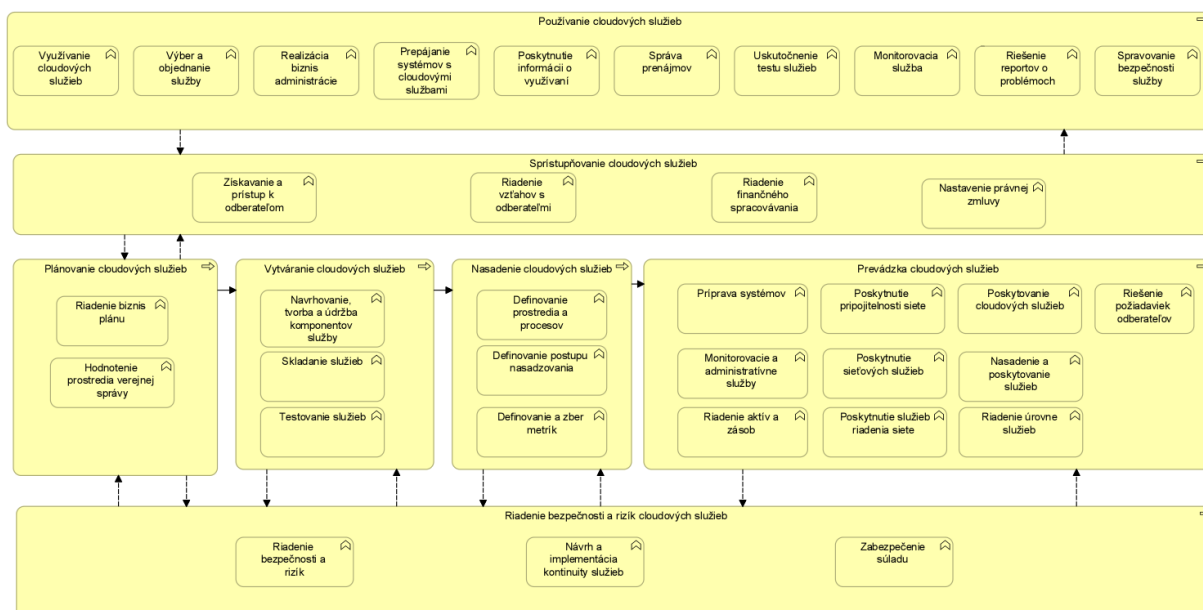 Používanie cloudových služieb
Využívanie
cloudových
služieb
Výber a
objednanie
služby
Realizácia
biznis
administrácie
Prepájanie
systémov s
cloudovými
službami
Poskytnutie
informácii o
využívaní
Správa
prenájmov
Uskutočnenie
testu služieb
Monitorovacia
služba
Riešenie
reportov o
problémoch
Spravovanie
bezpečnosti
služby
Sprístupňovanie cloudových služieb
Získavanie a
prístup k
odberateľom
Riadenie
vzťahov s
odberateľmi
Riadenie
finančného
spracovávania
Nastavenie právnej
zmluvy
Plánovanie cloudových služieb
Riadenie biznis
plánu
Hodnotenie
prostredia verejnej
správy
Vytváranie cloudových služieb
Navrhovanie,
tvorba a údržba
komponentov
služby
Skladanie služieb
Testovanie služieb
Nasadenie cloudových služieb
Definovanie
prostredia a
procesov
Definovanie postupu
nasadzovania
Definovanie a zber
metrík
Prevádzka cloudových služieb
Príprava systémov
Poskytnutie
pripojiteľnosti siete
Poskytovanie
cloudových služieb
Riešenie
požiadaviek
odberateľov
Monitorovacie a
administratívne
služby
Poskytnutie
sieťových služieb
Nasadenie a
poskytovanie
služieb
Riadenie aktív a
zásob
Poskytnutie služieb
riadenia siete
Riadenie úrovne
služieb
Riadenie bezpečnosti a rizík cloudových služieb
Riadenie
bezpečnosti a
rizík
Návrh a
implementácia
kontinuity služieb
Zabezpečenie
súladu